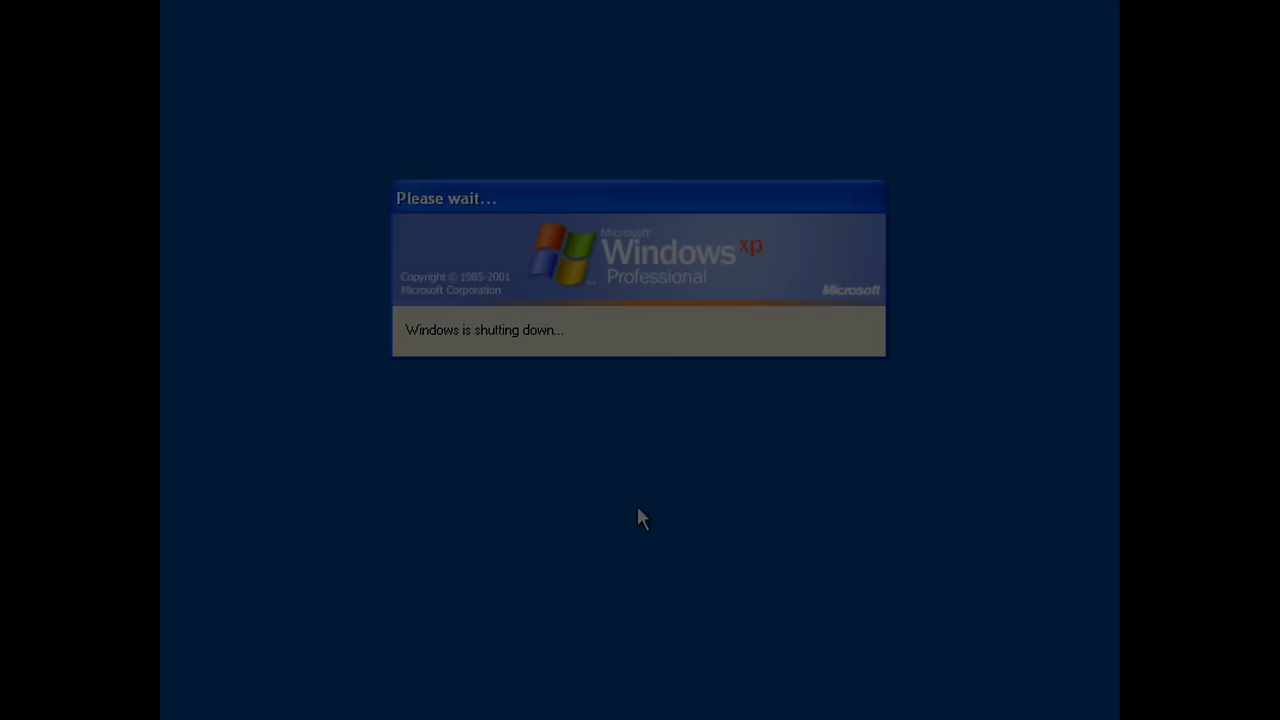 Please wait...
Microsoft®
Windows xp
Professional
Copyright © 1985-2001
Microsoft Corporation
Microsoft
Windows is shutting down...